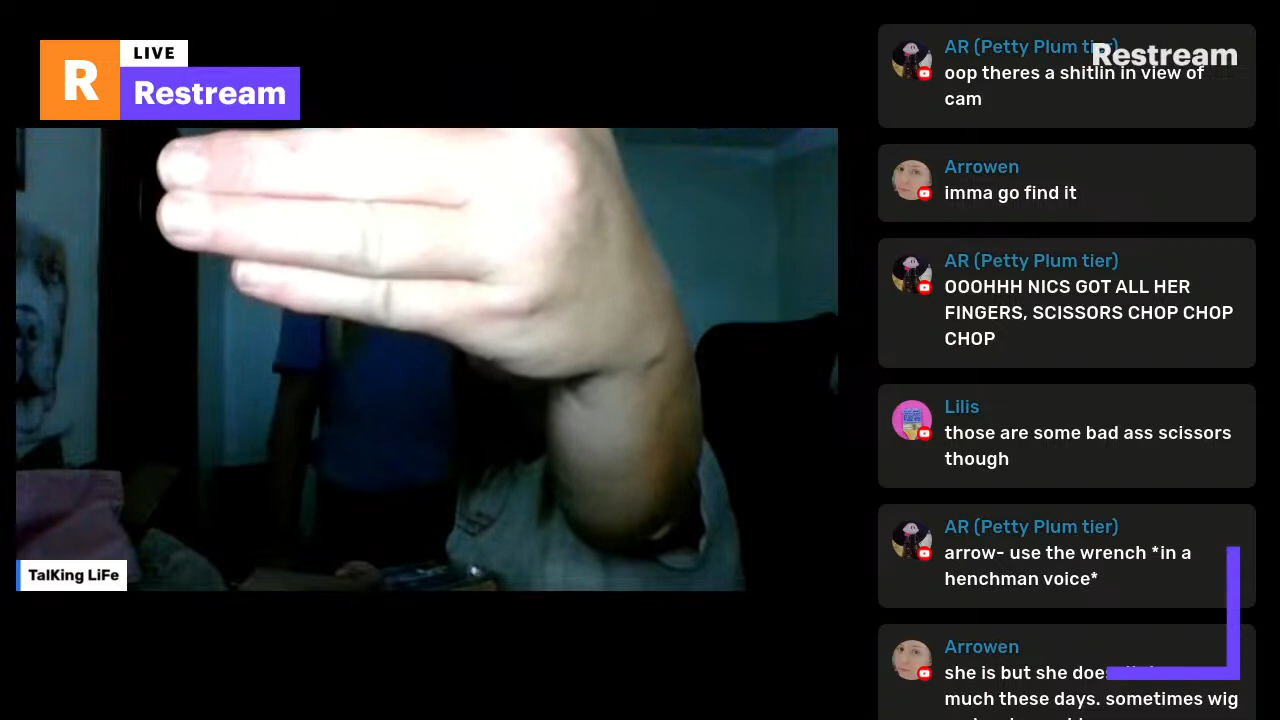 R
LIVE
Restream
TalKing LiFe
Restream
AR (Petty Plum tier)
oop theres a shitlin in view of
cam
Arrowen
imma go find it
AR (Petty Plum tier)
OOOHHH NICS GOT ALL HER
FINGERS, SCISSORS CHOP CHOP
CHOP
Lilis
those are some bad ass scissors
though
AR (Petty Plum tier)
arrow- use the wrench *in a
henchman voice*
Arrowen
she is but she
much these days. sometimes wig